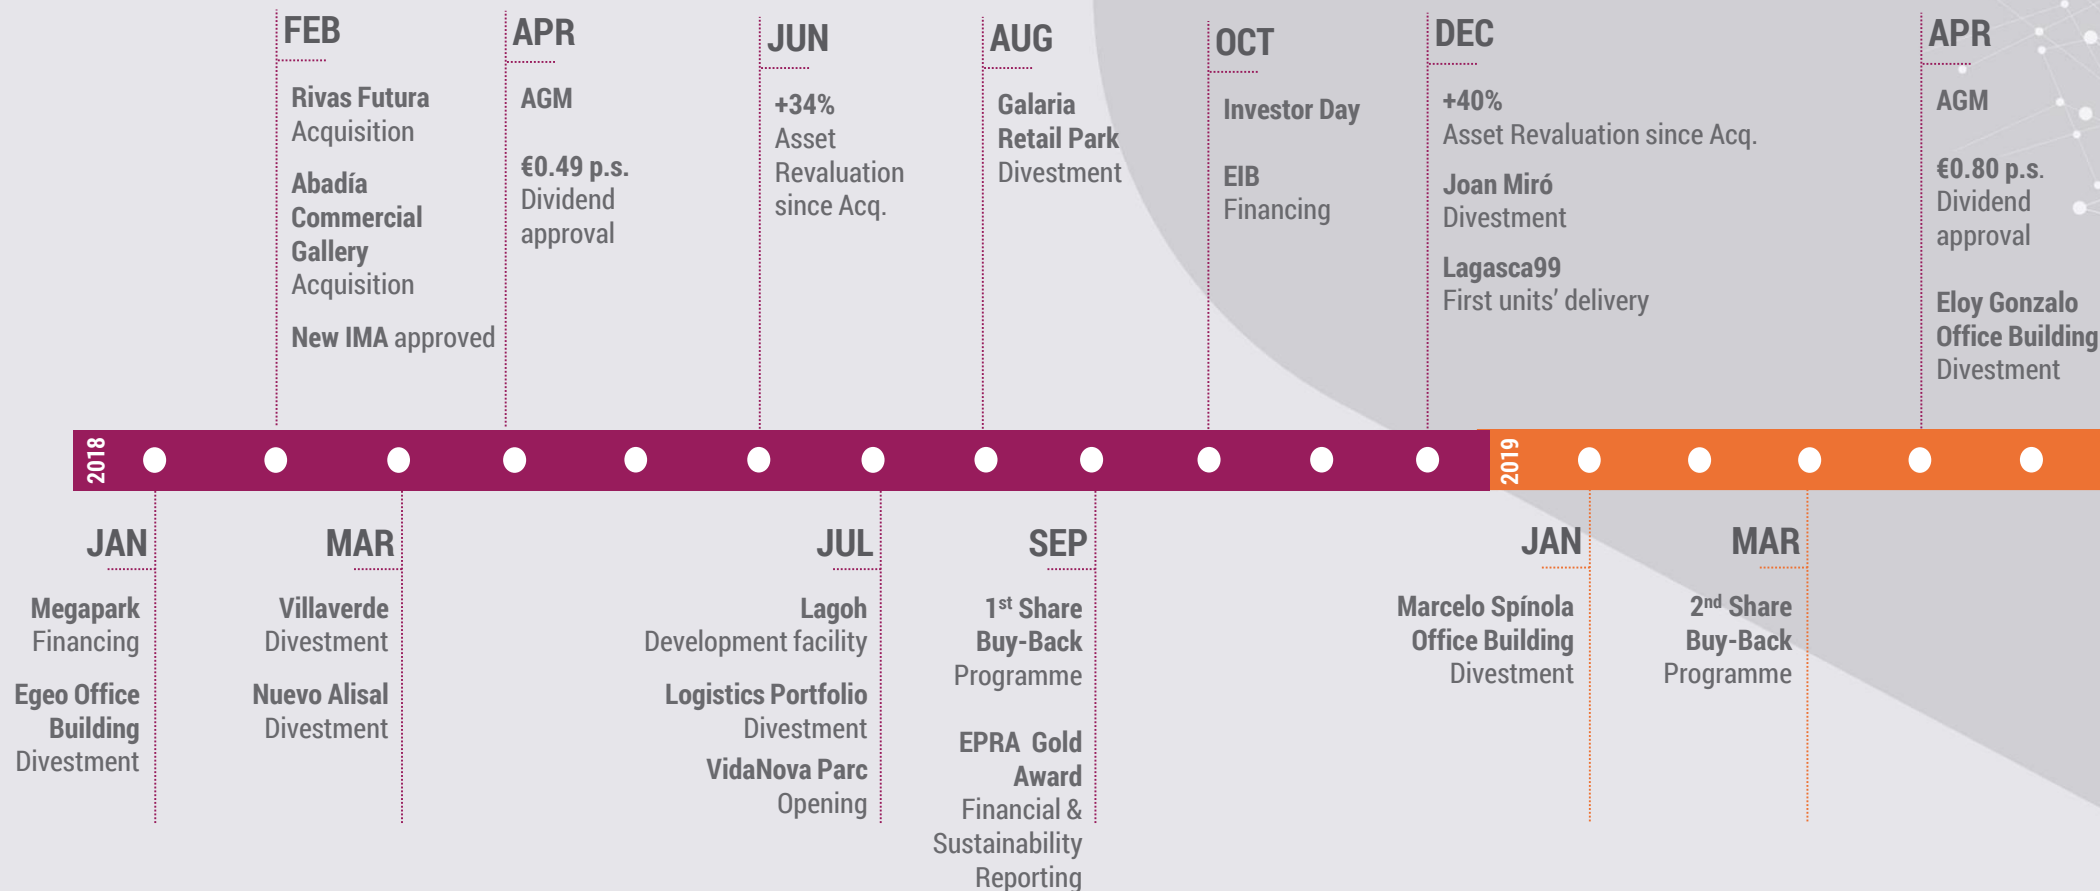 FEB
Rivas Futura
Acquisition
Abadía
Commercial
Gallery
Acquisition
New IMA approved
APR
AGM
€0.49 p.s.
Dividend
approval
JUN
+34%
Asset
Revaluation
since Acq.
AUG
Galaria
Retail Park
Divestment
OCT
Investor Day
EIB
Financing
DEC
+40%
Asset Revaluation since Acq.
Joan Miró
Divestment
Lagasca99
First units’ delivery
APR
AGM
€0.80 p.s.
Dividend
approval
Eloy Gonzalo
Office Building
Divestment
2018
2019
JAN
Megapark
Financing
Egeo Office
Building
Divestment
MAR
Villaverde
Divestment
Nuevo Alisal
Divestment
JUL
Lagoh
Development facility
Logistics Portfolio
Divestment
VidaNova Parc
Opening
SEP
1st Share
Buy-Back
Programme
EPRA Gold
Award
Financial &
Sustainability
Reporting
JAN
Marcelo Spínola
Office Building
Divestment
MAR
2nd Share
Buy-Back
Programme